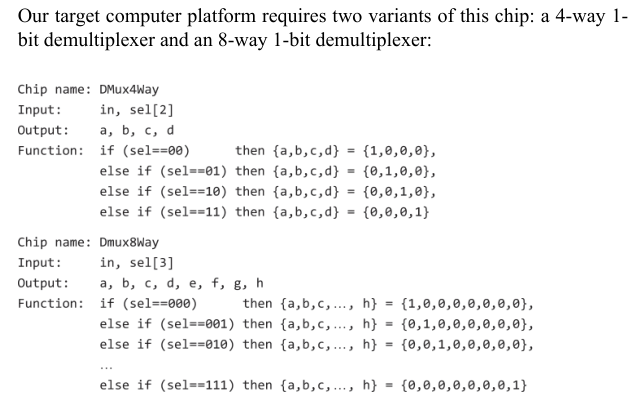 Our target computer platform requires two variants of this chip: a 4-way 1-
bit demultiplexer and an 8-way 1-bit demultiplexer:
Chip name: DMux4Way
Input: in, sel[2]
Output: a, b, c, d
Function: if (sel==00) then {a,b,c,d} = {1,0,0,0},
else if (sel==01) then {a,b,c,d} = {0,1,0,0},
else if (sel==10) then {a,b,c,d} = {0,0,1,0},
else if (sel==11) then {a,b,c,d} = {0,0,0,1}
Chip name: Dmux8Way
Input: in, sel[3]
Output: a, b, c, d, e, f, g, h
Function: if (sel==000) then {a,b,c,..., h} = {1,0,0,0,0,0,0,0},
else if (sel==001) then {a,b,c,..., h} = {0,1,0,0,0,0,0,0},
else if (sel==010) then {a,b,c,..., h} = {0,0,1,0,0,0,0,0},
...
else if (sel==111) then {a,b,c,..., h} = {0,0,0,0,0,0,0,1}